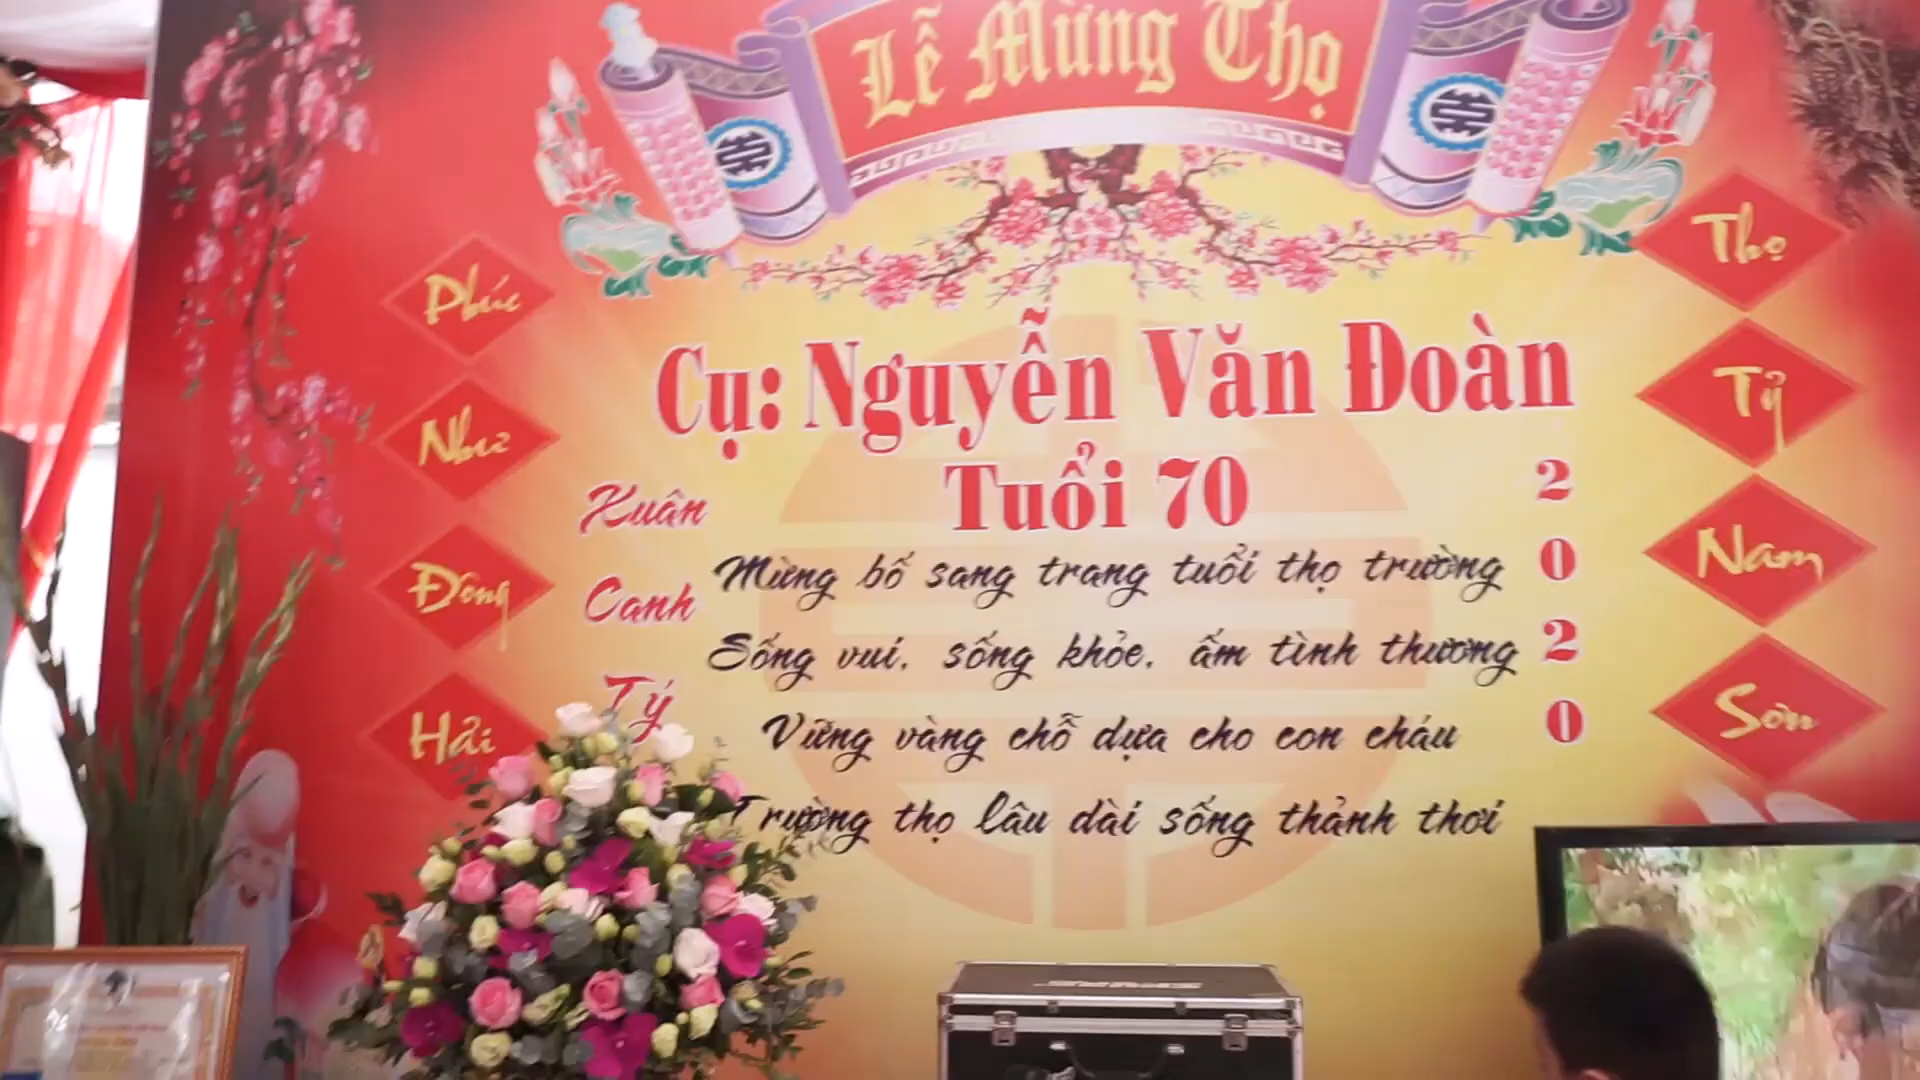 Lễ Mừng Thọ
Phúc
Như
Đông
Hải
Cụ: Nguyễn Văn Đoàn
Tuổi 70
Xuân
Canh
Tý
Mừng bố sang trang tuổi thọ trường
Sống vui, sống khỏe, ấm tình thương
Vững vàng chỗ dựa cho con cháu
Trường thọ lâu dài sống thảnh thơi
2
0
2
0
Thọ
Tỷ
Nam
Sơn